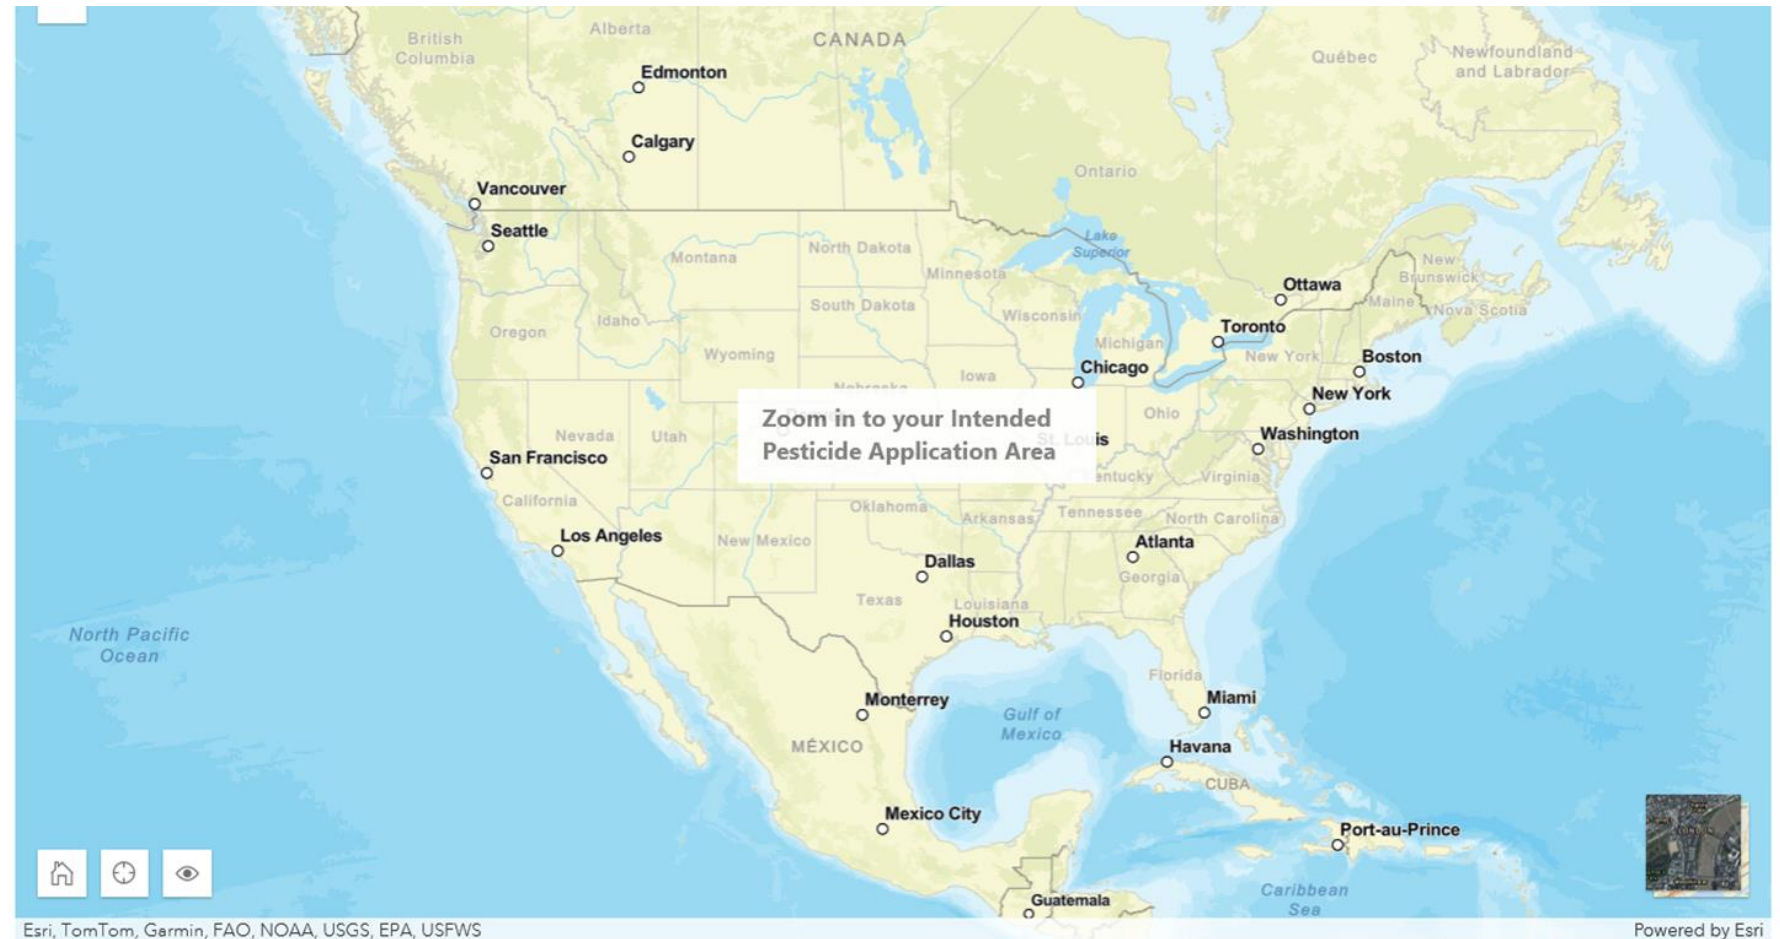 British
Columbia
Alberta
CANADA
Québec
Newfoundland
and Labrador
Edmonton
Calgary
Ontario
Vancouver
Seattle
Lake
Superior
North Dakota
Montana
Minnesota
New
Brunswick
Ottawa
Maine
Nova Scotia
South Dakota
Wisconsin
Idaho
Oregon
Toronto
Michigan
New York
Wyoming
Boston
Chicago
Iowa
Nebraska
New York
Ohio
Zoom in to your Intended
Pesticide Application Area
St. Louis
Washington
Nevada
Utah
San Francisco
entucky
Virginia
California
Oklahoma
Arkansas
Tennessee
North Carolina
Los Angeles
New Mexico
Atlanta
Dallas
Georgia
Texas
Louisiana
Houston
North Pacific
Ocean
Florida
Monterrey
Miami
Gulf of
Mexico
MÉXICO
Havana
CUBA
Mexico City
Port-au-Prince
Caribbean
Sea
Guatemala
LONDON
Esri, TomTom, Garmin, FAO, NOAA, USGS, EPA, USFWS
Powered by Esri